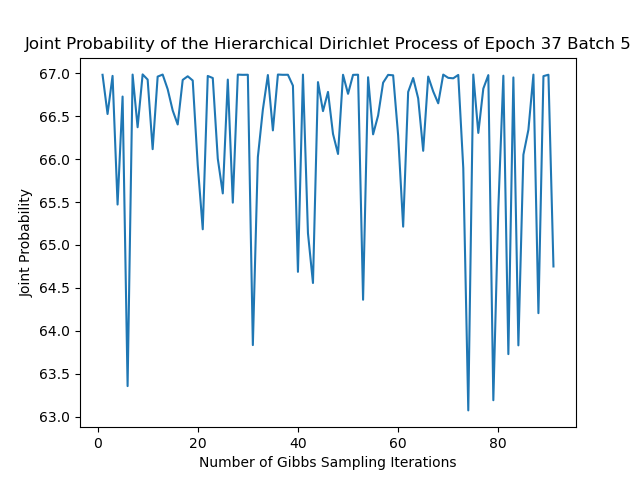 Joint Probability of the Hierarchical Dirichlet Process of Epoch 37 Batch 5
67.0
66.5
66.0
65.5
65.0
64.5
64.0
63.5
63.0
Joint Probability
0 20 40 60 80
Number of Gibbs Sampling Iterations